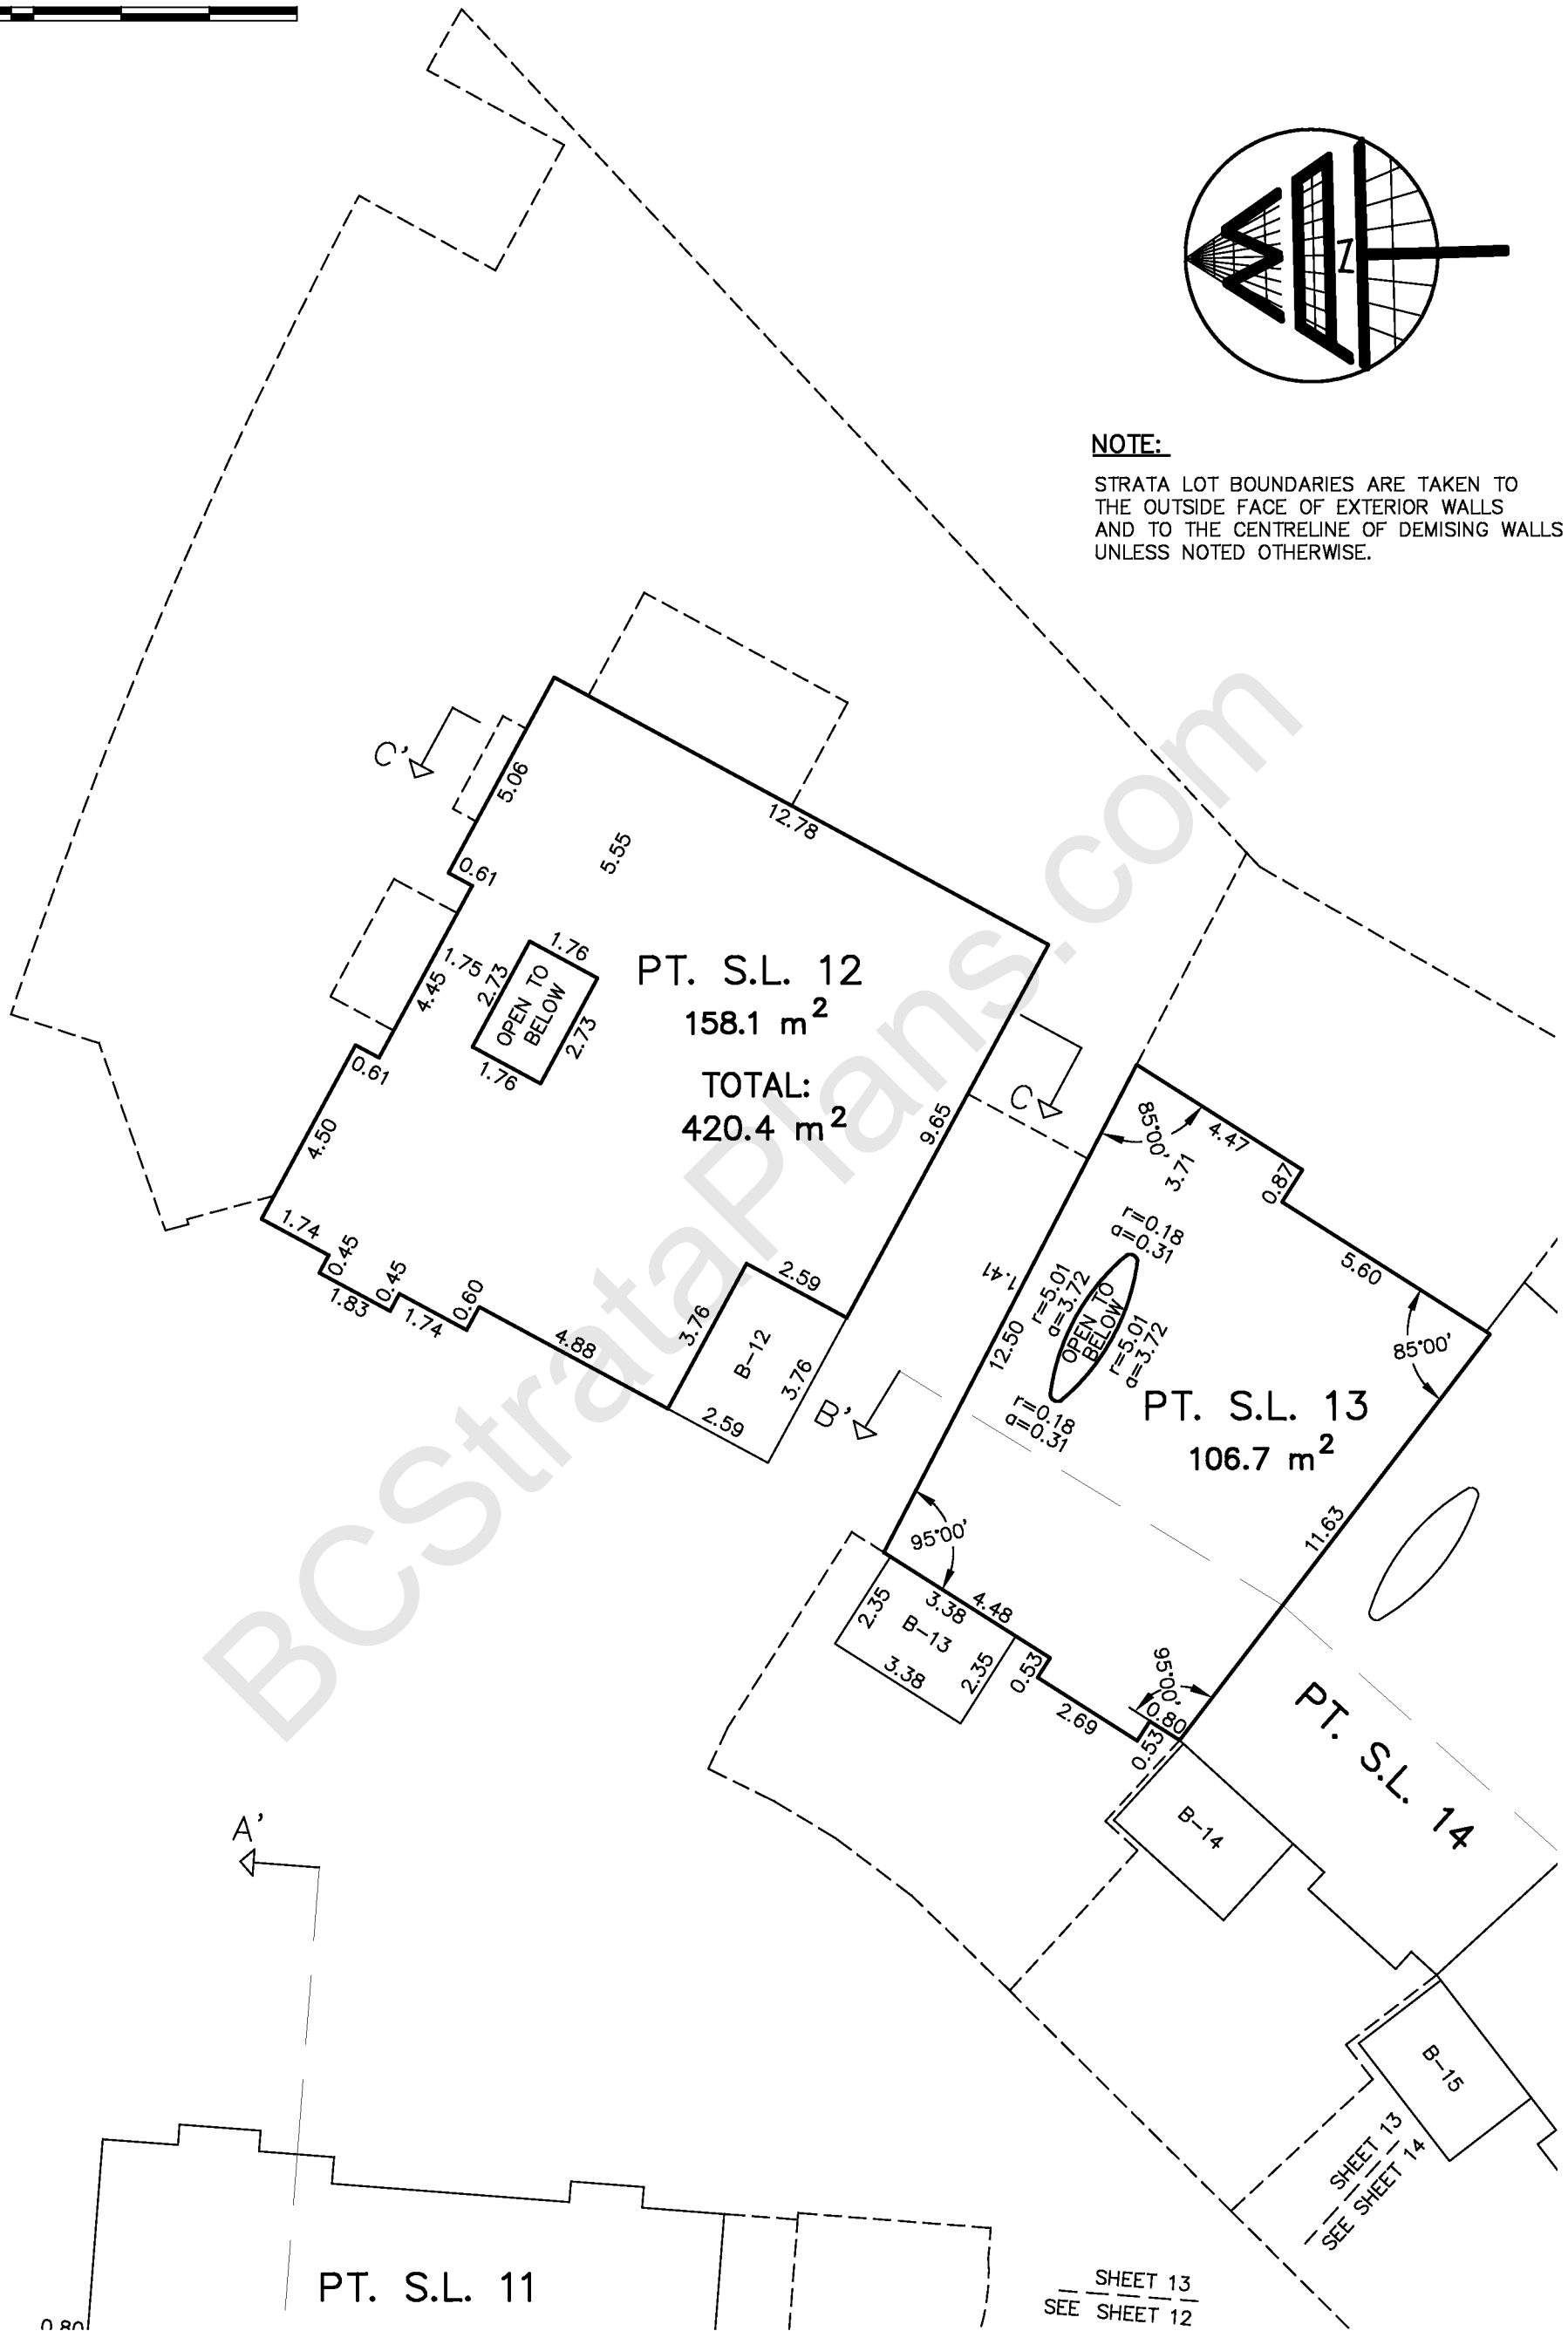 NOTE:
STRATA LOT BOUNDARIES ARE TAKEN TO
THE OUTSIDE FACE OF EXTERIOR WALLS
AND TO THE CENTRELINE OF DEMISING WALLS
UNLESS NOTED OTHERWISE.
C'
5.06
12.78
5.55
0.61
1.75
4.45
2.73
1.76
OPEN TO
BELOW
2.73
1.76
PT. S.L. 12
158.1 m²
TOTAL:
420.4 m²
0.61
4.50
9.65
C
1.74
0.45
1.83
0.45
1.74
0.60
4.88
3.76
2.59
B-12
3.76
2.59
B'
85°00'
4.47
3.71
0.87
5.60
85°00'
r=0.18
a=0.31
1.41
12.50
r=5.01
a=3.72
OPEN TO
BELOW
r=5.01
a=3.72
r=0.18
a=0.31
PT. S.L. 13
106.7 m²
11.63
95°00'
4.48
3.38
2.35
B-13
3.38
2.35
0.53
2.69
95°00'
0.80
0.53
PT. S.L. 14
B-14
B-15
A'
SHEET 13
SEE SHEET 14
PT. S.L. 11
0.80
SHEET 13
SEE SHEET 12
BCStrataPlans.com